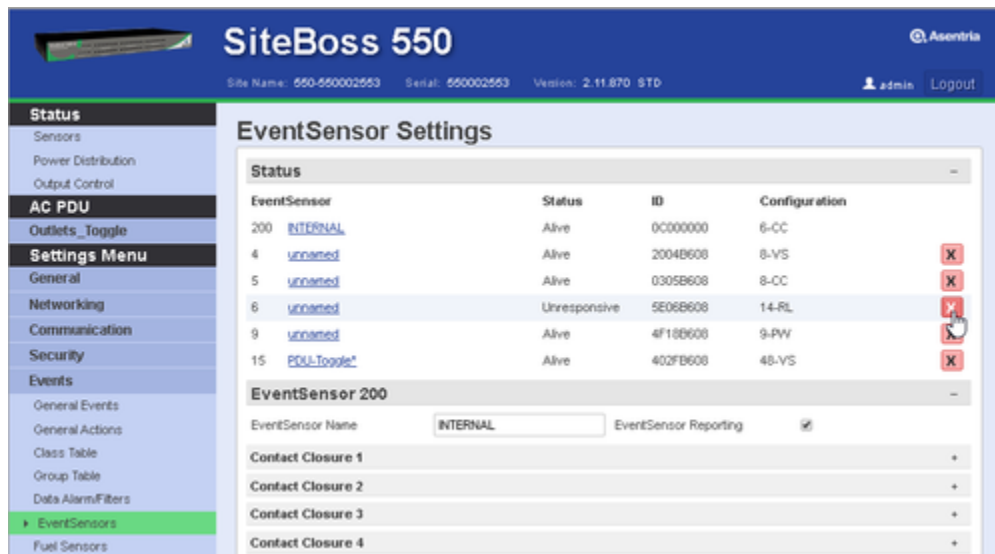 SiteBoss 550
Asentria
Site Name: 550-550002553 Serial: 550002553 Version: 2.11.870 STD
admin Logout
Status
Sensors
Power Distribution
Output Control
AC PDU
Outlets_Toggle
Settings Menu
General
Networking
Communication
Security
Events
General Events
General Actions
Class Table
Group Table
Data Alarm/Filters
EventSensors
Fuel Sensors
EventSensor Settings
Status -
EventSensor Status ID Configuration
200 INTERNAL Alive 0C000000 6-CC
4 unnamed Alive 2004B608 8-VS X
5 unnamed Alive 0305B608 8-CC X
6 unnamed Unresponsive 5E06B608 14-RL X
9 unnamed Alive 4F18B608 9-PW X
15 PDU-Toggle* Alive 402FB608 48-VS X
EventSensor 200 -
EventSensor Name INTERNAL EventSensor Reporting
Contact Closure 1 +
Contact Closure 2 +
Contact Closure 3 +
Contact Closure 4 +